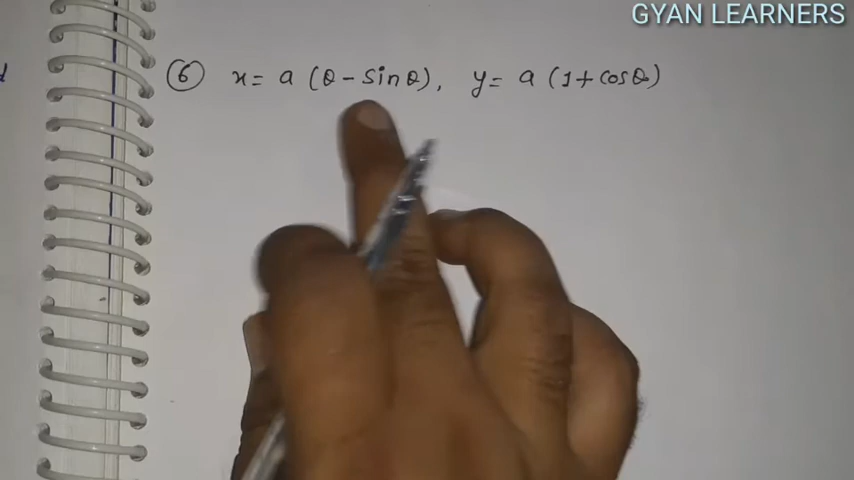 GYAN LEARNERS
⑥ x= a (θ - sinθ), y= a (1+cosθ)